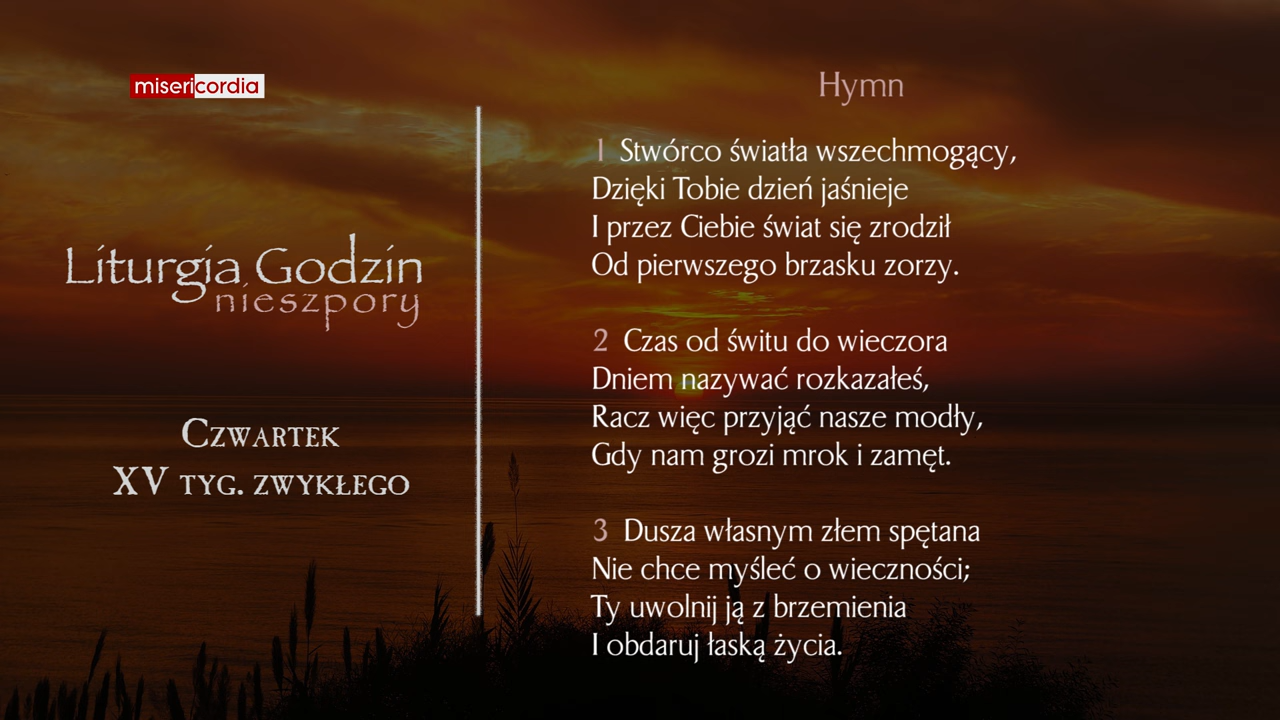 misericordia
Liturgia Godzin
nieszpory
Czwartek
XV tyg. zwykłego
Hymn
1 Stwórco światła wszechmogący,
Dzięki Tobie dzień jaśnieje
I przez Ciebie świat się zrodził
Od pierwszego brzasku zorzy.
2 Czas od świtu do wieczora
Dniem nazywać rozkazałeś,
Racz więc przyjąć nasze modły,
Gdy nam grozi mrok i zamęt.
3 Dusza własnym złem spętana
Nie chce myśleć o wieczności;
Ty uwolnij ją z brzemienia
I obdaruj łaską życia.